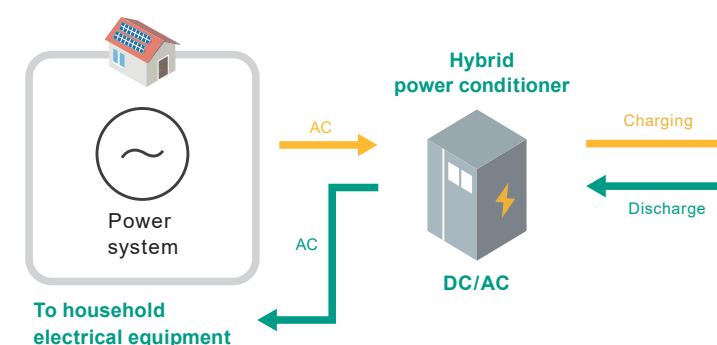 Hybrid
power conditioner
AC
Charging
Power
system
AC
Discharge
DC/AC
To household
electrical equipment